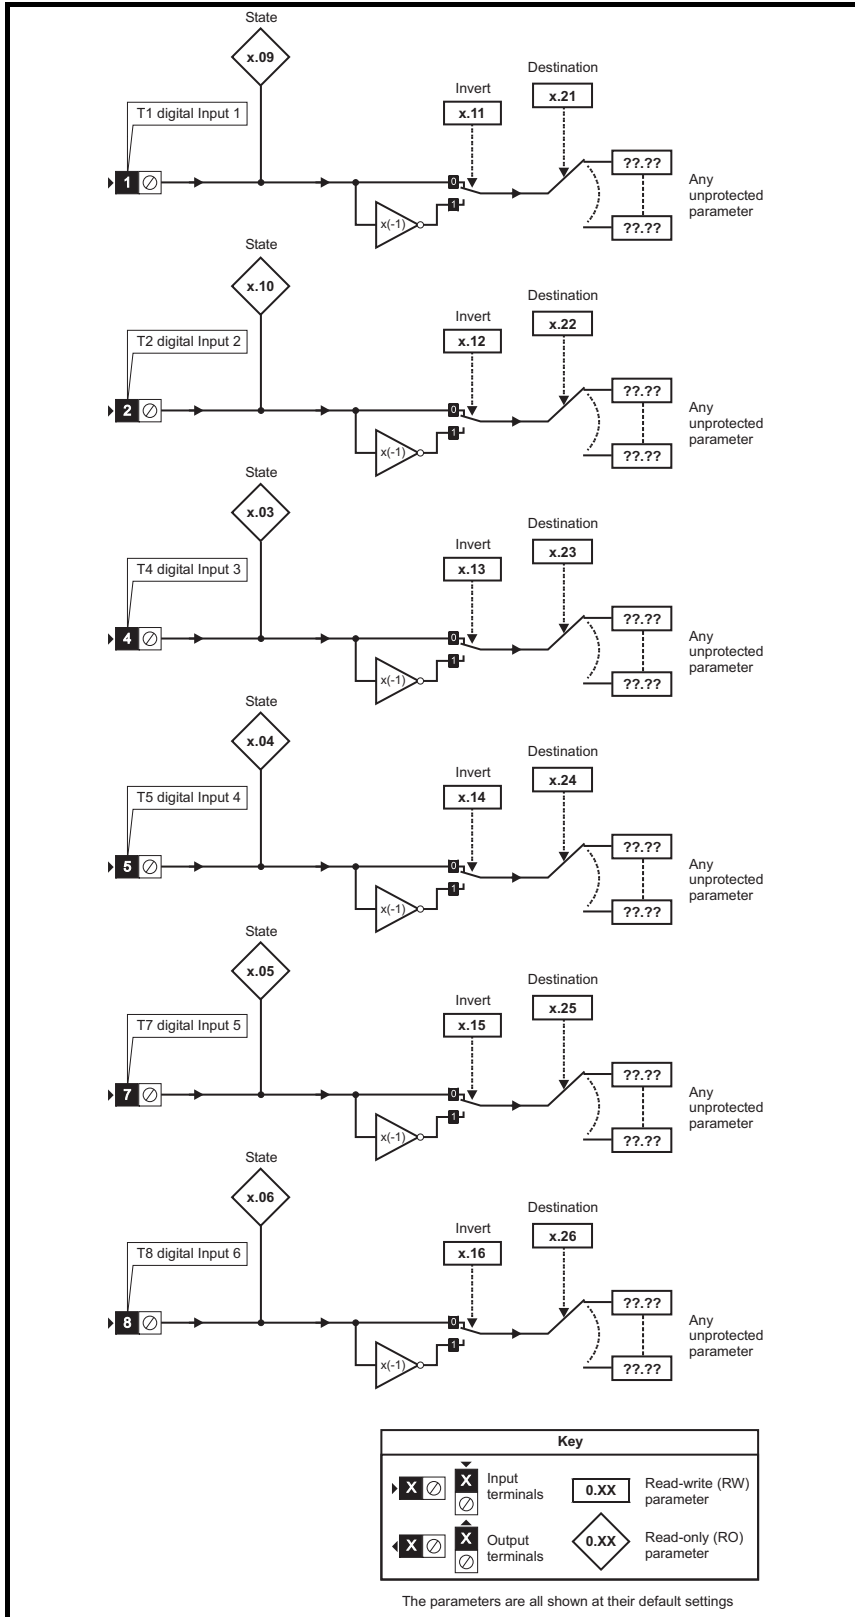 State
x.09
Destination
Invert
x.21
T1 digital Input 1
x.11
??.??
0
1
Any
unprotected
parameter
1
x(-1)
??.??
State
x.10
Destination
Invert
x.22
T2 digital Input 2
x.12
??.??
0
2
Any
unprotected
parameter
1
x(-1)
??.??
State
x.03
Destination
Invert
x.23
T4 digital Input 3
x.13
??.??
0
4
Any
unprotected
parameter
1
x(-1)
??.??
State
x.04
Destination
Invert
x.24
T5 digital Input 4
x.14
??.??
0
5
Any
unprotected
parameter
1
x(-1)
??.??
State
x.05
Destination
Invert
x.25
T7 digital Input 5
x.15
??.??
0
7
Any
unprotected
parameter
1
x(-1)
??.??
State
x.06
Destination
Invert
x.26
T8 digital Input 6
x.16
??.??
0
8
Any
unprotected
parameter
1
x(-1)
??.??
Key
X
X
Input
terminals
0.XX
Read-write (RW)
parameter
X
X
Output
terminals
0.XX
Read-only (RO)
parameter
The parameters are all shown at their default settings